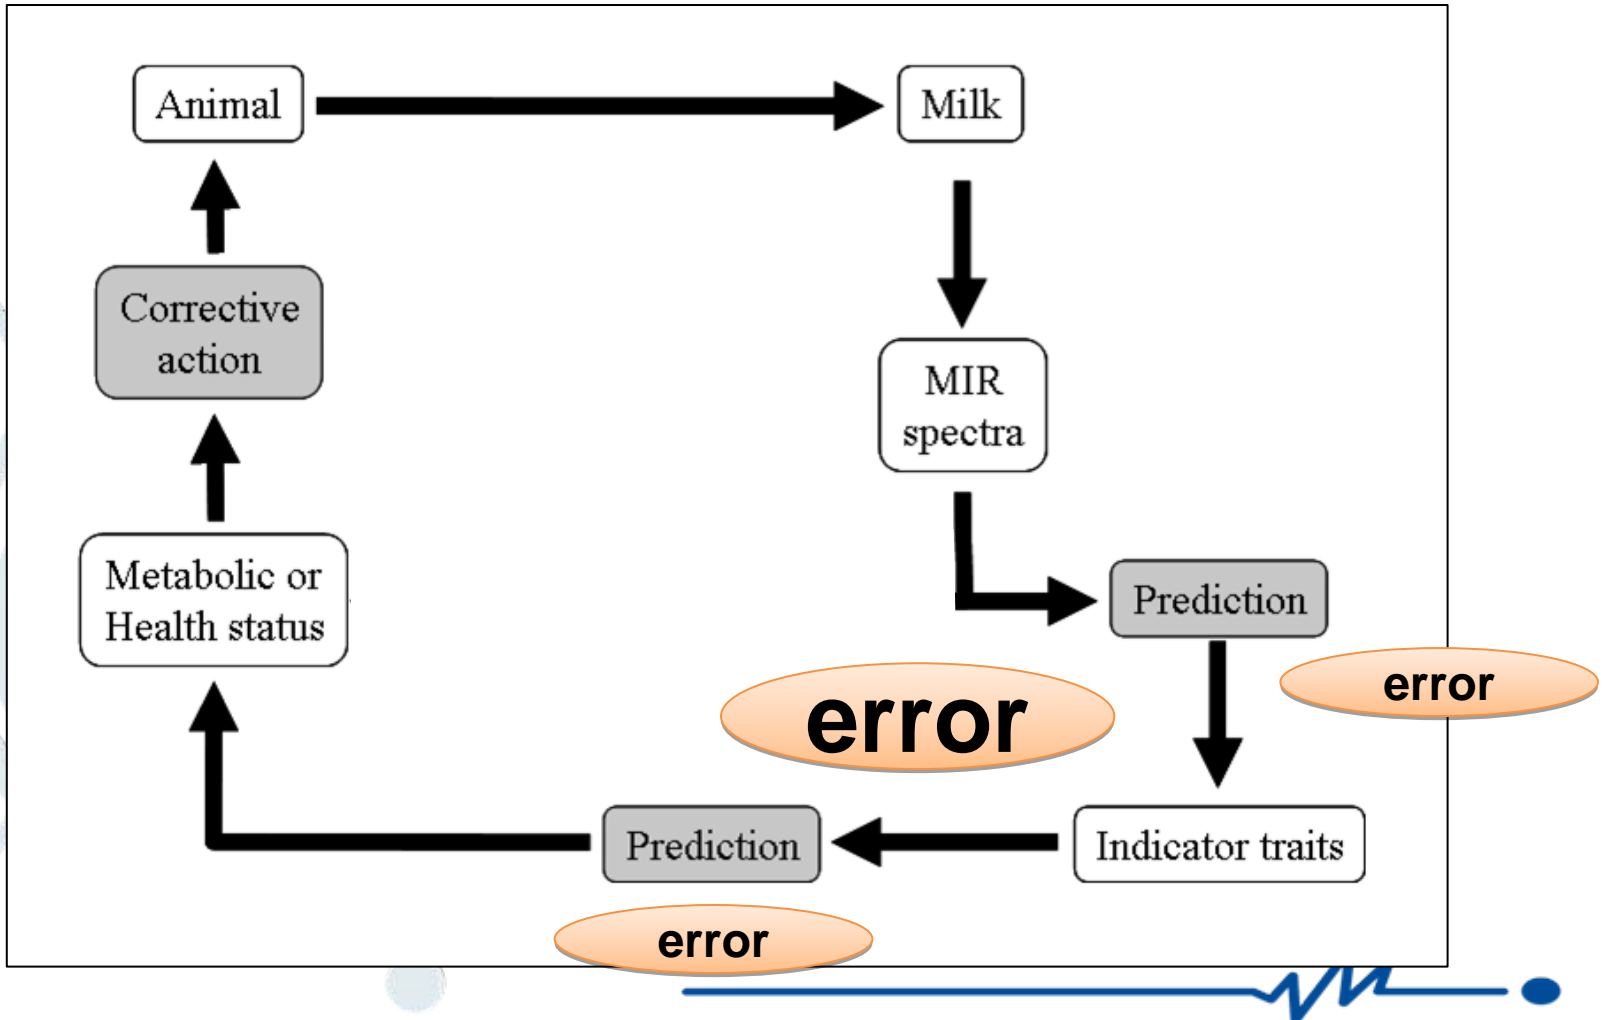 Animal
Milk
Corrective
action
MIR
spectra
Metabolic or
Health status
Prediction
error
error
Prediction
Indicator traits
error